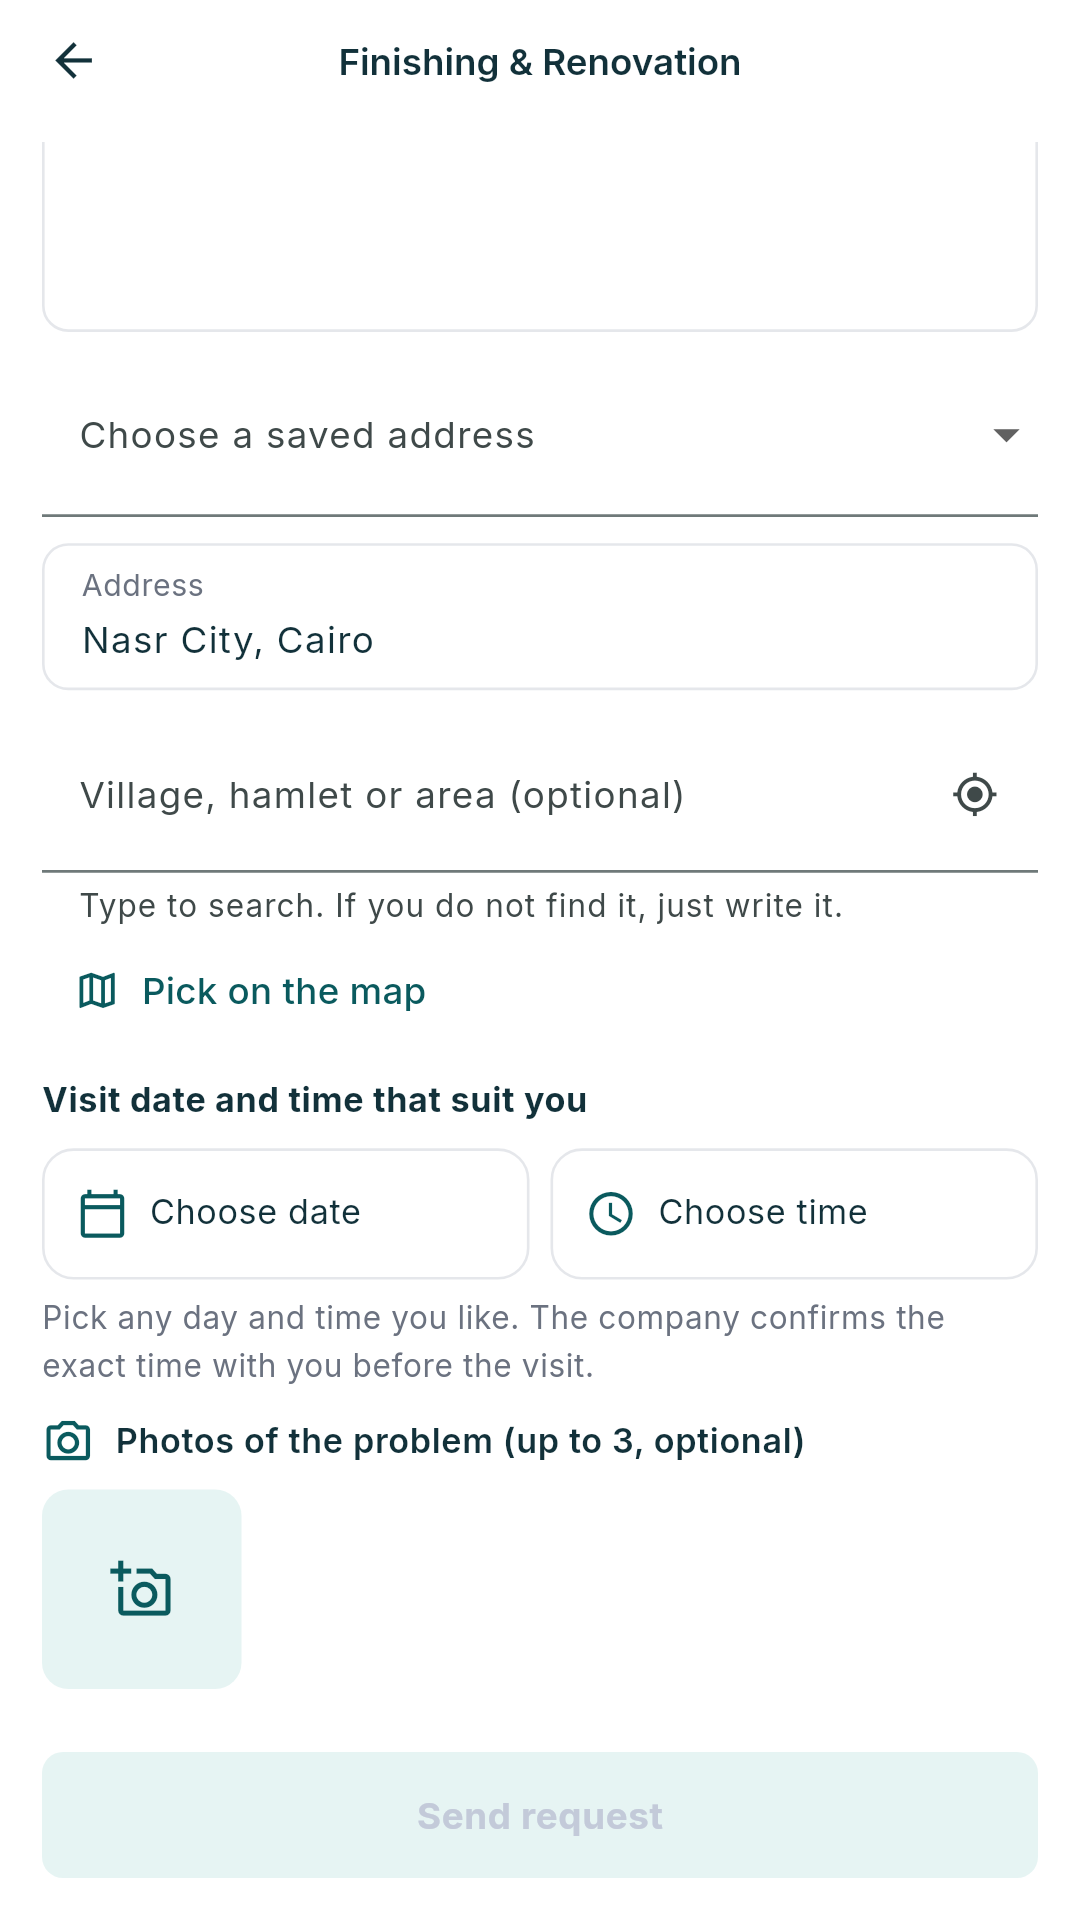 Finishing & Renovation
Choose a saved address
Address
Nasr City, Cairo
Village, hamlet or area (optional)
Type to search. If you do not find it, just write it.
Pick on the map
Visit date and time that suit you
Choose date
Choose time
Pick any day and time you like. The company confirms the
exact time with you before the visit.
Photos of the problem (up to 3, optional)
Send request